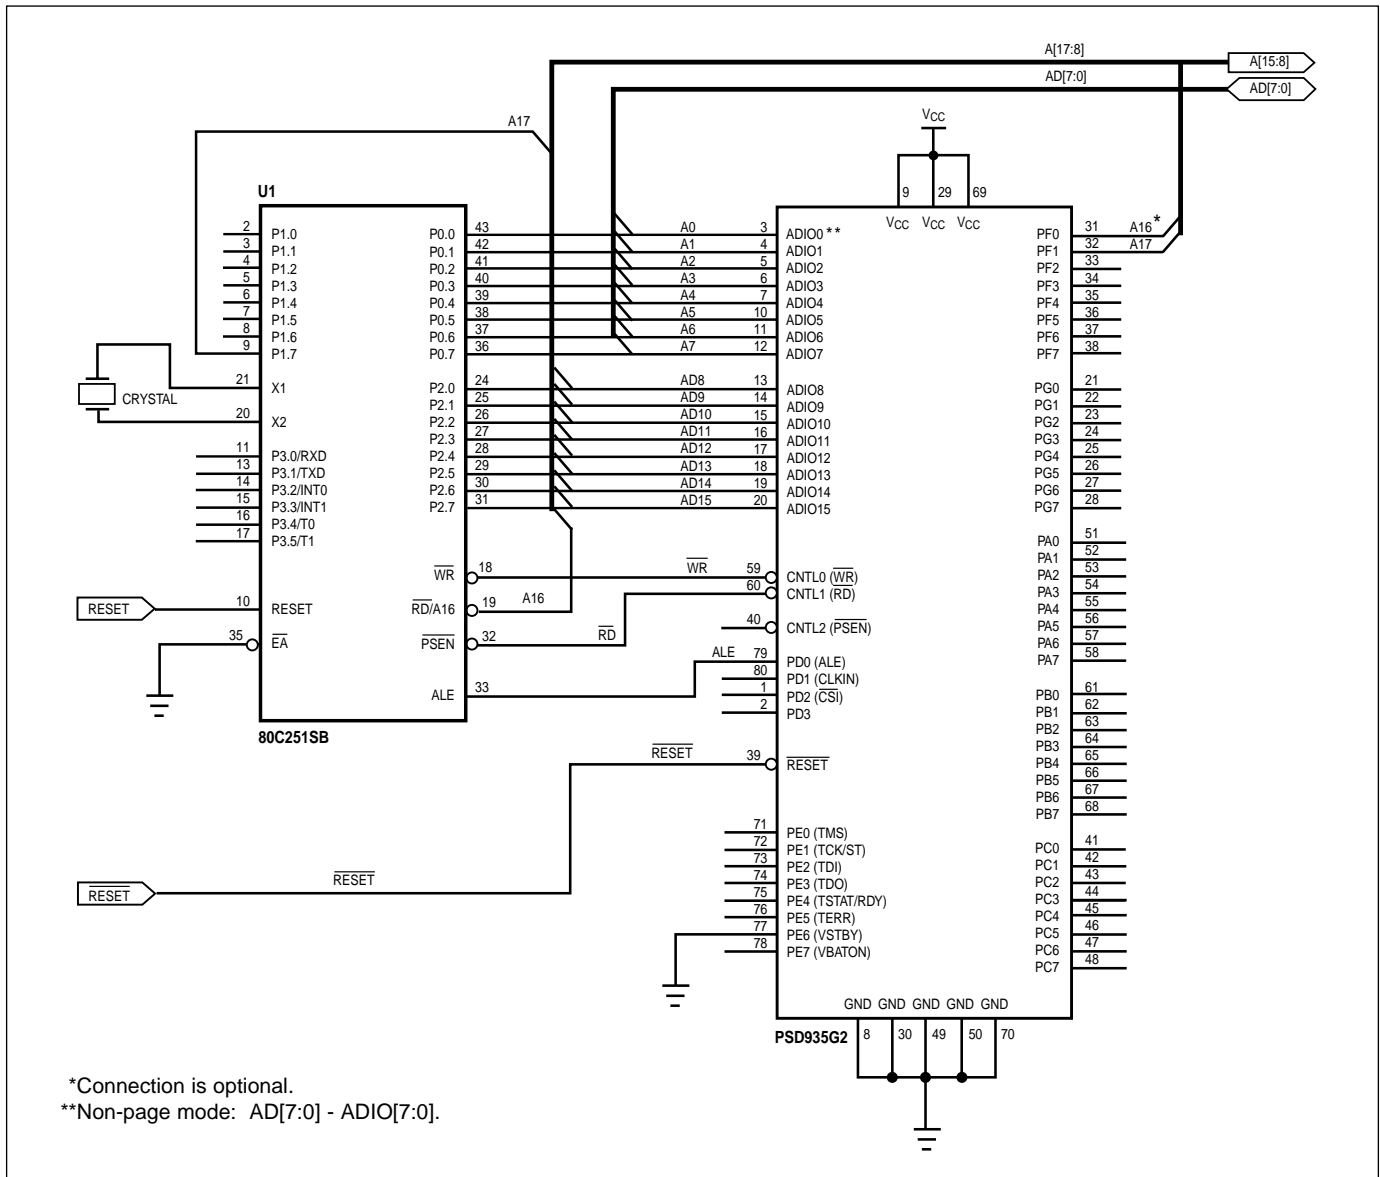 A[17:8]
A[15:8]
AD[7:0]
AD[7:0]
A17
VCC
U1
9 29 69
VCC VCC VCC
2 P1.0
3 P1.1
4 P1.2
5 P1.3
6 P1.4
7 P1.5
8 P1.6
9 P1.7
21 X1
CRYSTAL
20 X2
11 P3.0/RXD
13 P3.1/TXD
14 P3.2/INT0
15 P3.3/INT1
16 P3.4/T0
17 P3.5/T1
RESET
10 RESET
35 EA
P0.0 43 A0 3 ADIO0 **
P0.1 42 A1 4 ADIO1
P0.2 41 A2 5 ADIO2
P0.3 40 A3 6 ADIO3
P0.4 39 A4 7 ADIO4
P0.5 38 A5 10 ADIO5
P0.6 37 A6 11 ADIO6
P0.7 36 A7 12 ADIO7
P2.0 24 AD8 13 ADIO8
P2.1 25 AD9 14 ADIO9
P2.2 26 AD10 15 ADIO10
P2.3 27 AD11 16 ADIO11
P2.4 28 AD12 17 ADIO12
P2.5 29 AD13 18 ADIO13
P2.6 30 AD14 19 ADIO14
P2.7 31 AD15 20 ADIO15
WR 18 WR 59 CNTL0 (WR)
60 CNTL1 (RD)
RD/A16 19 A16
40 CNTL2 (PSEN)
PSEN 32 RD
ALE 79 PD0 (ALE)
80 PD1 (CLKIN)
ALE 33
1 PD2 (CSI)
2 PD3
80C251SB
RESET 39 RESET
71 PE0 (TMS)
72 PE1 (TCK/ST)
73 PE2 (TDI)
74 PE3 (TDO)
75 PE4 (TSTAT/RDY)
76 PE5 (TERR)
77 PE6 (VSTBY)
78 PE7 (VBATON)
RESET
RESET
PF0 31 A16 *
PF1 32 A17
PF2 33
PF3 34
PF4 35
PF5 36
PF6 37
PF7 38
PG0 21
PG1 22
PG2 23
PG3 24
PG4 25
PG5 26
PG6 27
PG7 28
PA0 51
PA1 52
PA2 53
PA3 54
PA4 55
PA5 56
PA6 57
PA7 58
PB0 61
PB1 62
PB2 63
PB3 64
PB4 65
PB5 66
PB6 67
PB7 68
PC0 41
PC1 42
PC2 43
PC3 44
PC4 45
PC5 46
PC6 47
PC7 48
GND GND GND GND GND
PSD935G2
8 30 49 50 70
*Connection is optional.
**Non-page mode: AD[7:0] - ADIO[7:0].